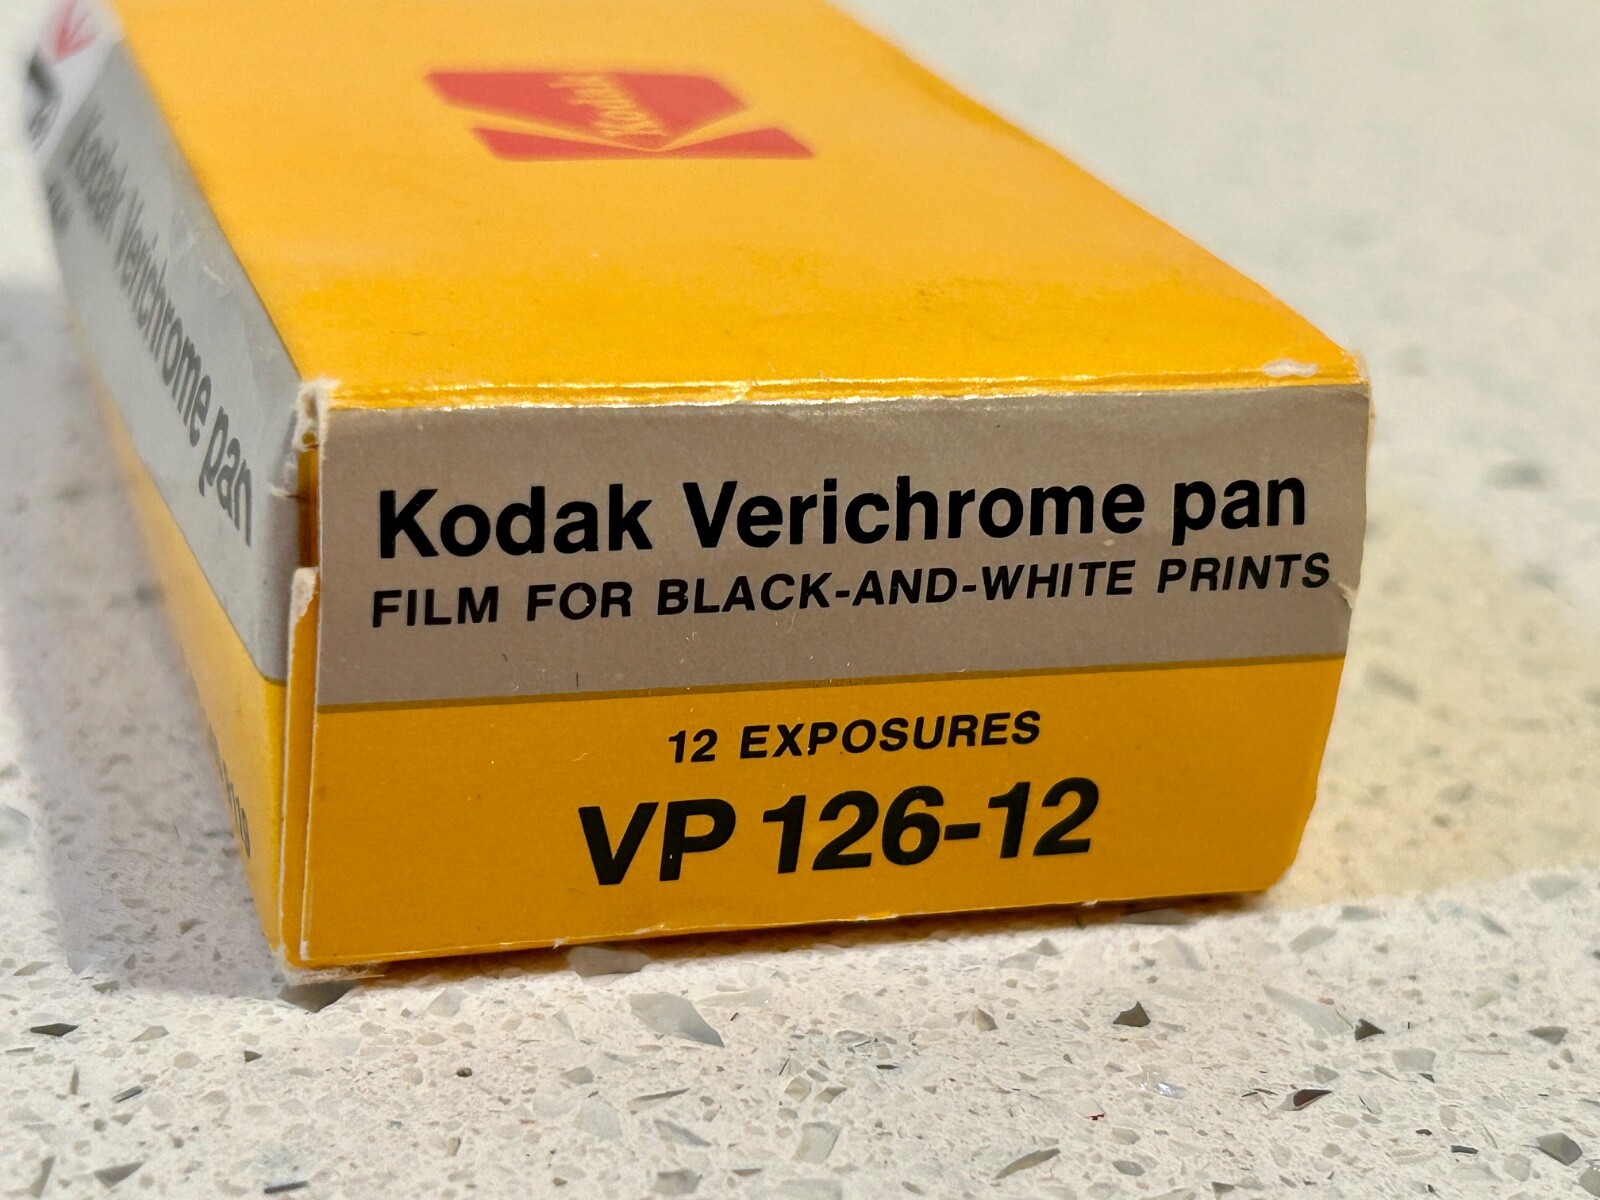 Kodak
Kodak Verichrome pan
Kodak Verichrome pan
FILM FOR BLACK-AND-WHITE PRINTS
12 EXPOSURES
VP 126-12